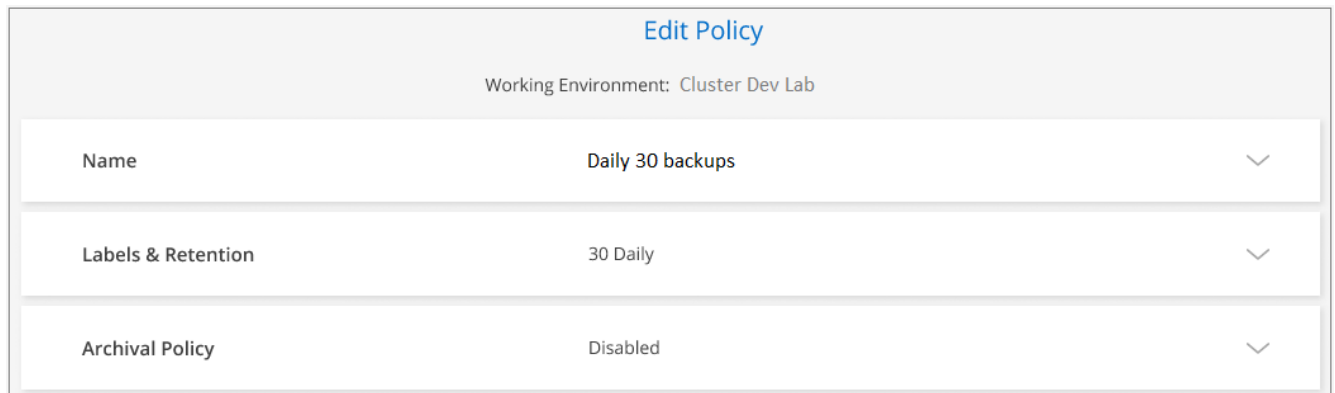 Edit Policy
Working Environment: Cluster Dev Lab
Name Daily 30 backups
Labels & Retention 30 Daily
Archival Policy Disabled